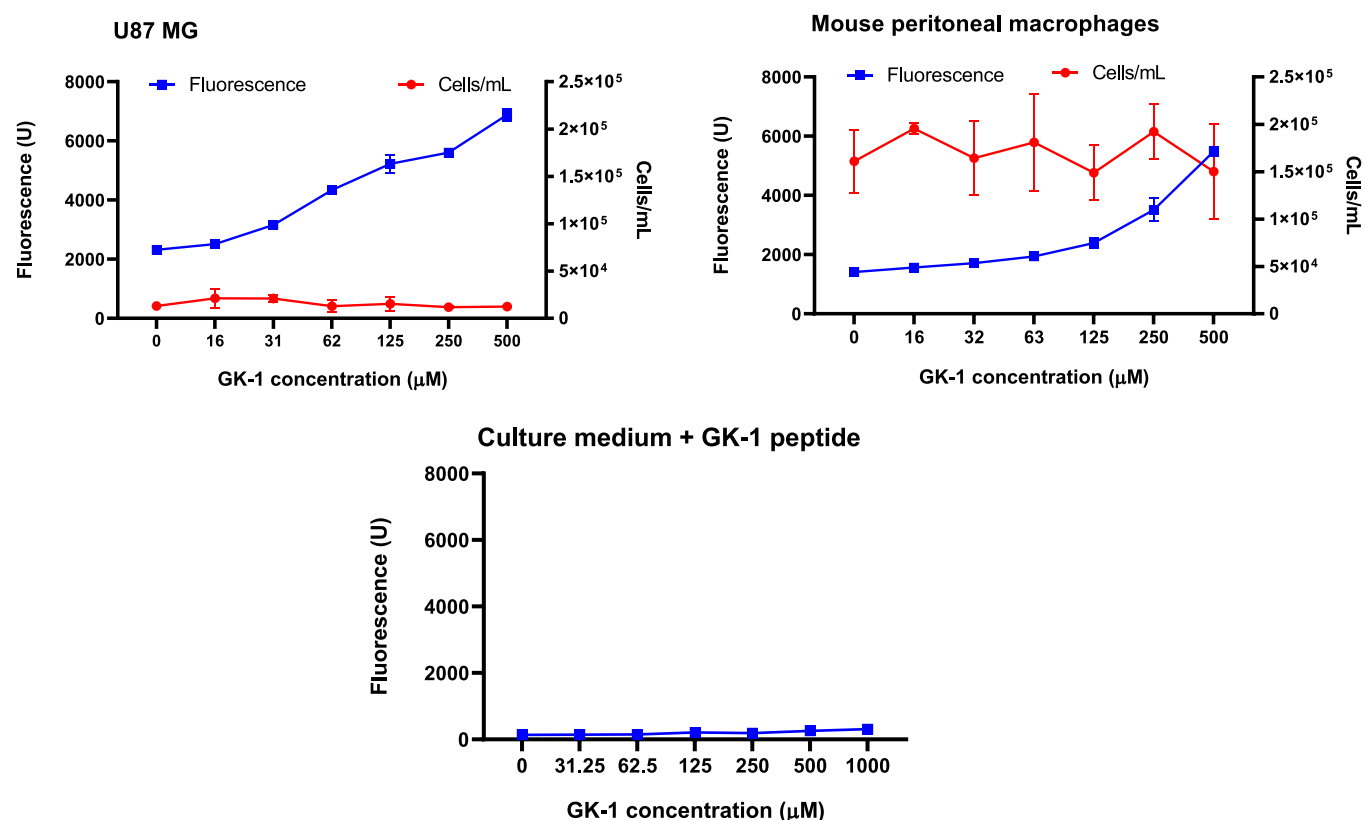 U87 MG
Fluorescence
Cells/mL
8000
6000
4000
2000
0
Fluorescence (U)
2.5×10⁵
2×10⁵
1.5×10⁵
1×10⁵
5×10⁴
0
Cells/mL
0 16 31 62 125 250 500
GK-1 concentration (μM)
Mouse peritoneal macrophages
Fluorescence
Cells/mL
8000
6000
4000
2000
0
Fluorescence (U)
2.5×10⁵
2×10⁵
1.5×10⁵
1×10⁵
5×10⁴
0
Cells/mL
0 16 32 63 125 250 500
GK-1 concentration (μM)
Culture medium + GK-1 peptide
8000
6000
4000
2000
0
Fluorescence (U)
0 31.25 62.5 125 250 500 1000
GK-1 concentration (μM)